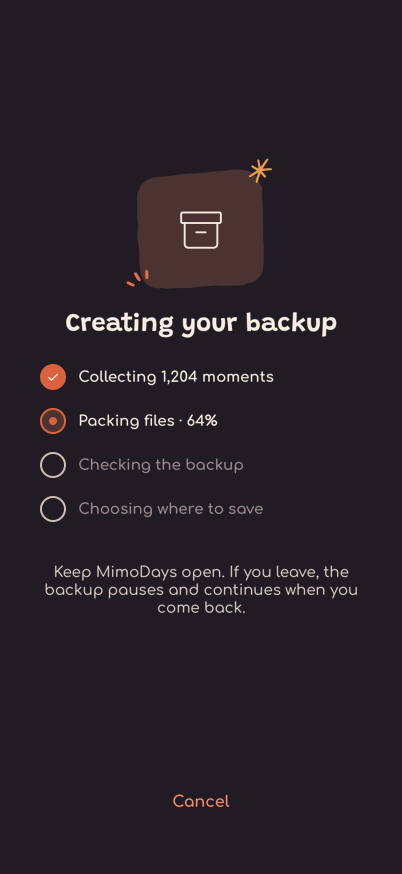 Creating your backup
Collecting 1,204 moments
Packing files · 64%
Checking the backup
Choosing where to save
Keep MimoDays open. If you leave, the
backup pauses and continues when you
come back.
Cancel